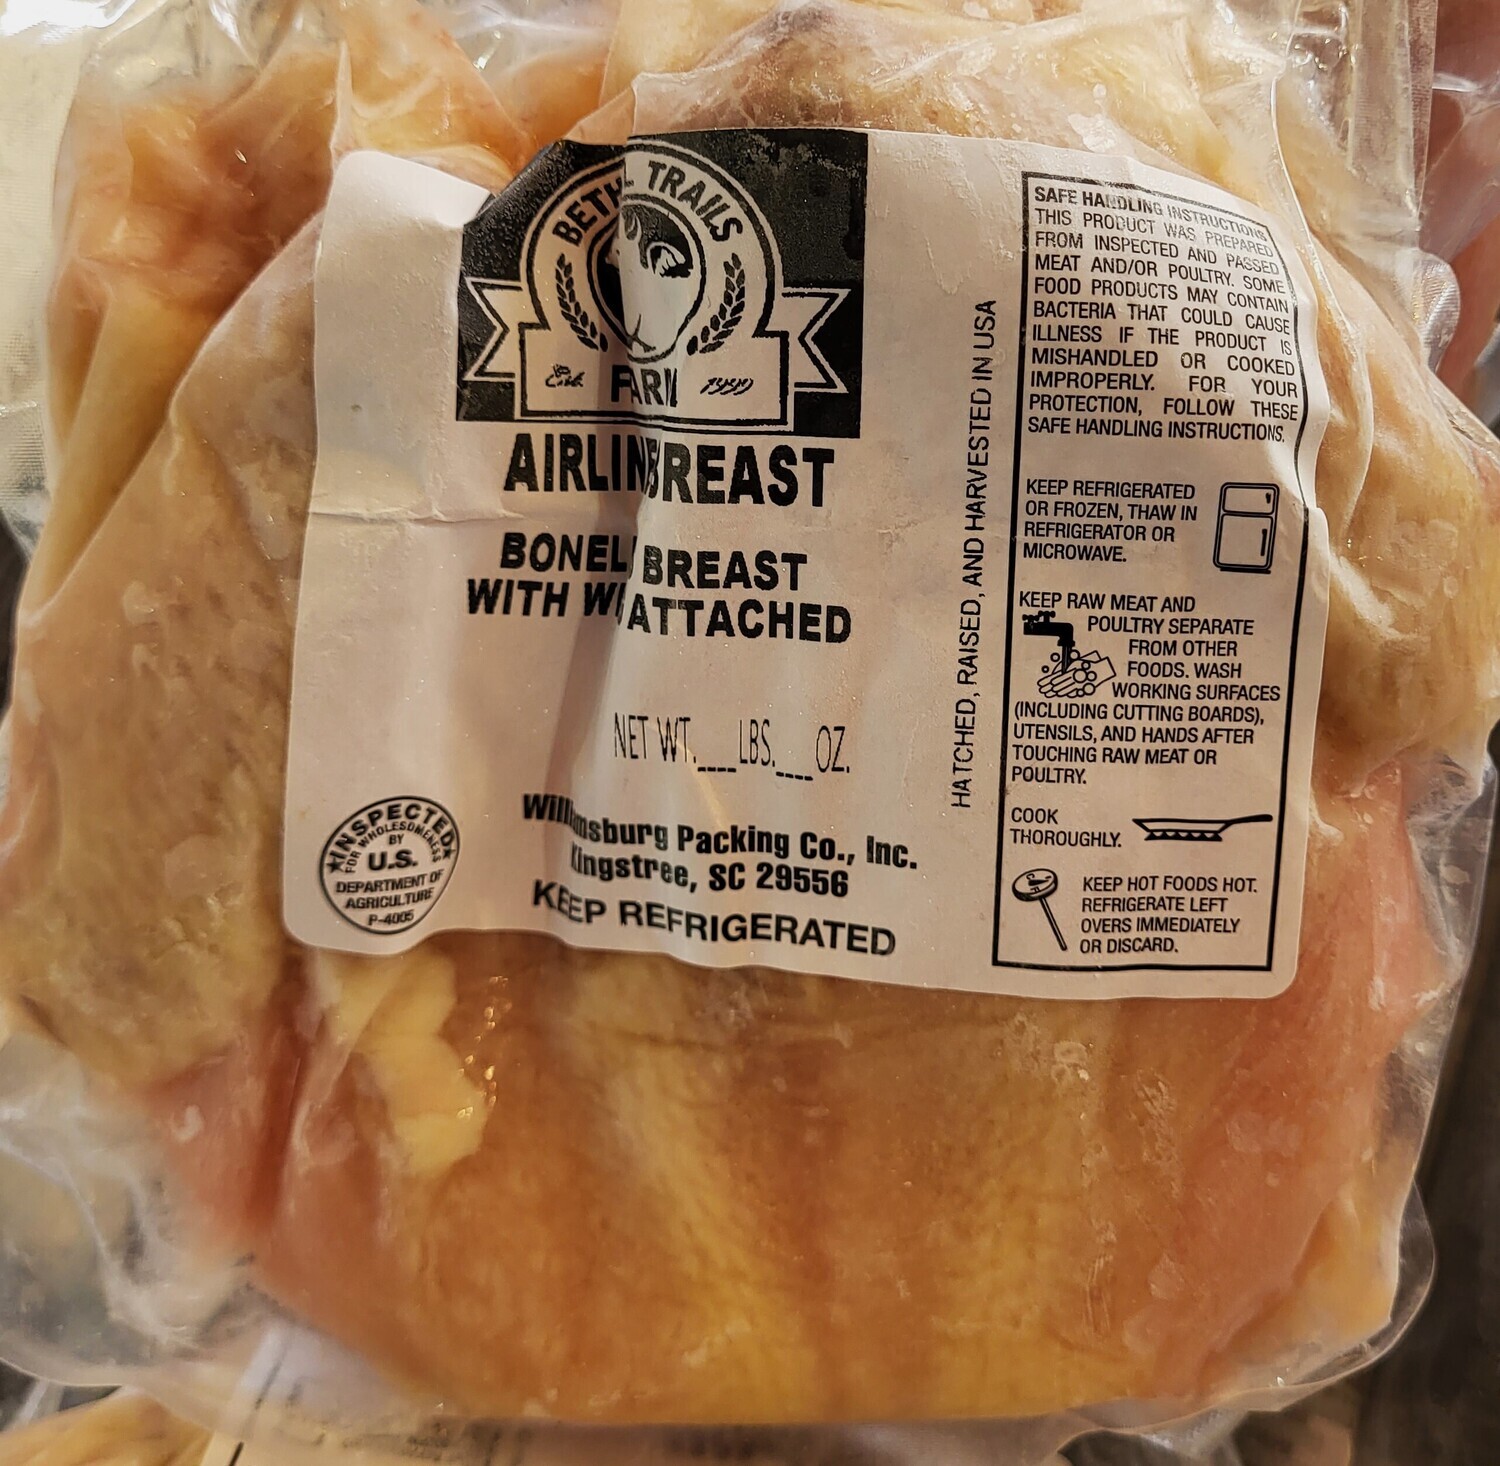 BETH TRAILS
FARM
Est. 1999
AIRLIN BREAST
BONEL BREAST
WITH WI ATTACHED
NET WT.___LBS.___OZ.
Williamsburg Packing Co., Inc.
Kingstree, SC 29556
KEEP REFRIGERATED
INSPECTED
FOR WHOLESOMENESS
BY
U.S.
DEPARTMENT OF
AGRICULTURE
P-4005
HATCHED, RAISED, AND HARVESTED IN USA
SAFE HANDLING INSTRUCTIONS
THIS PRODUCT WAS PREPARED
FROM INSPECTED AND PASSED
MEAT AND/OR POULTRY. SOME
FOOD PRODUCTS MAY CONTAIN
BACTERIA THAT COULD CAUSE
ILLNESS IF THE PRODUCT IS
MISHANDLED OR COOKED
IMPROPERLY. FOR YOUR
PROTECTION, FOLLOW THESE
SAFE HANDLING INSTRUCTIONS.
KEEP REFRIGERATED
OR FROZEN, THAW IN
REFRIGERATOR OR
MICROWAVE.
KEEP RAW MEAT AND
POULTRY SEPARATE
FROM OTHER
FOODS. WASH
WORKING SURFACES
(INCLUDING CUTTING BOARDS),
UTENSILS, AND HANDS AFTER
TOUCHING RAW MEAT OR
POULTRY.
COOK
THOROUGHLY.
KEEP HOT FOODS HOT.
REFRIGERATE LEFT
OVERS IMMEDIATELY
OR DISCARD.